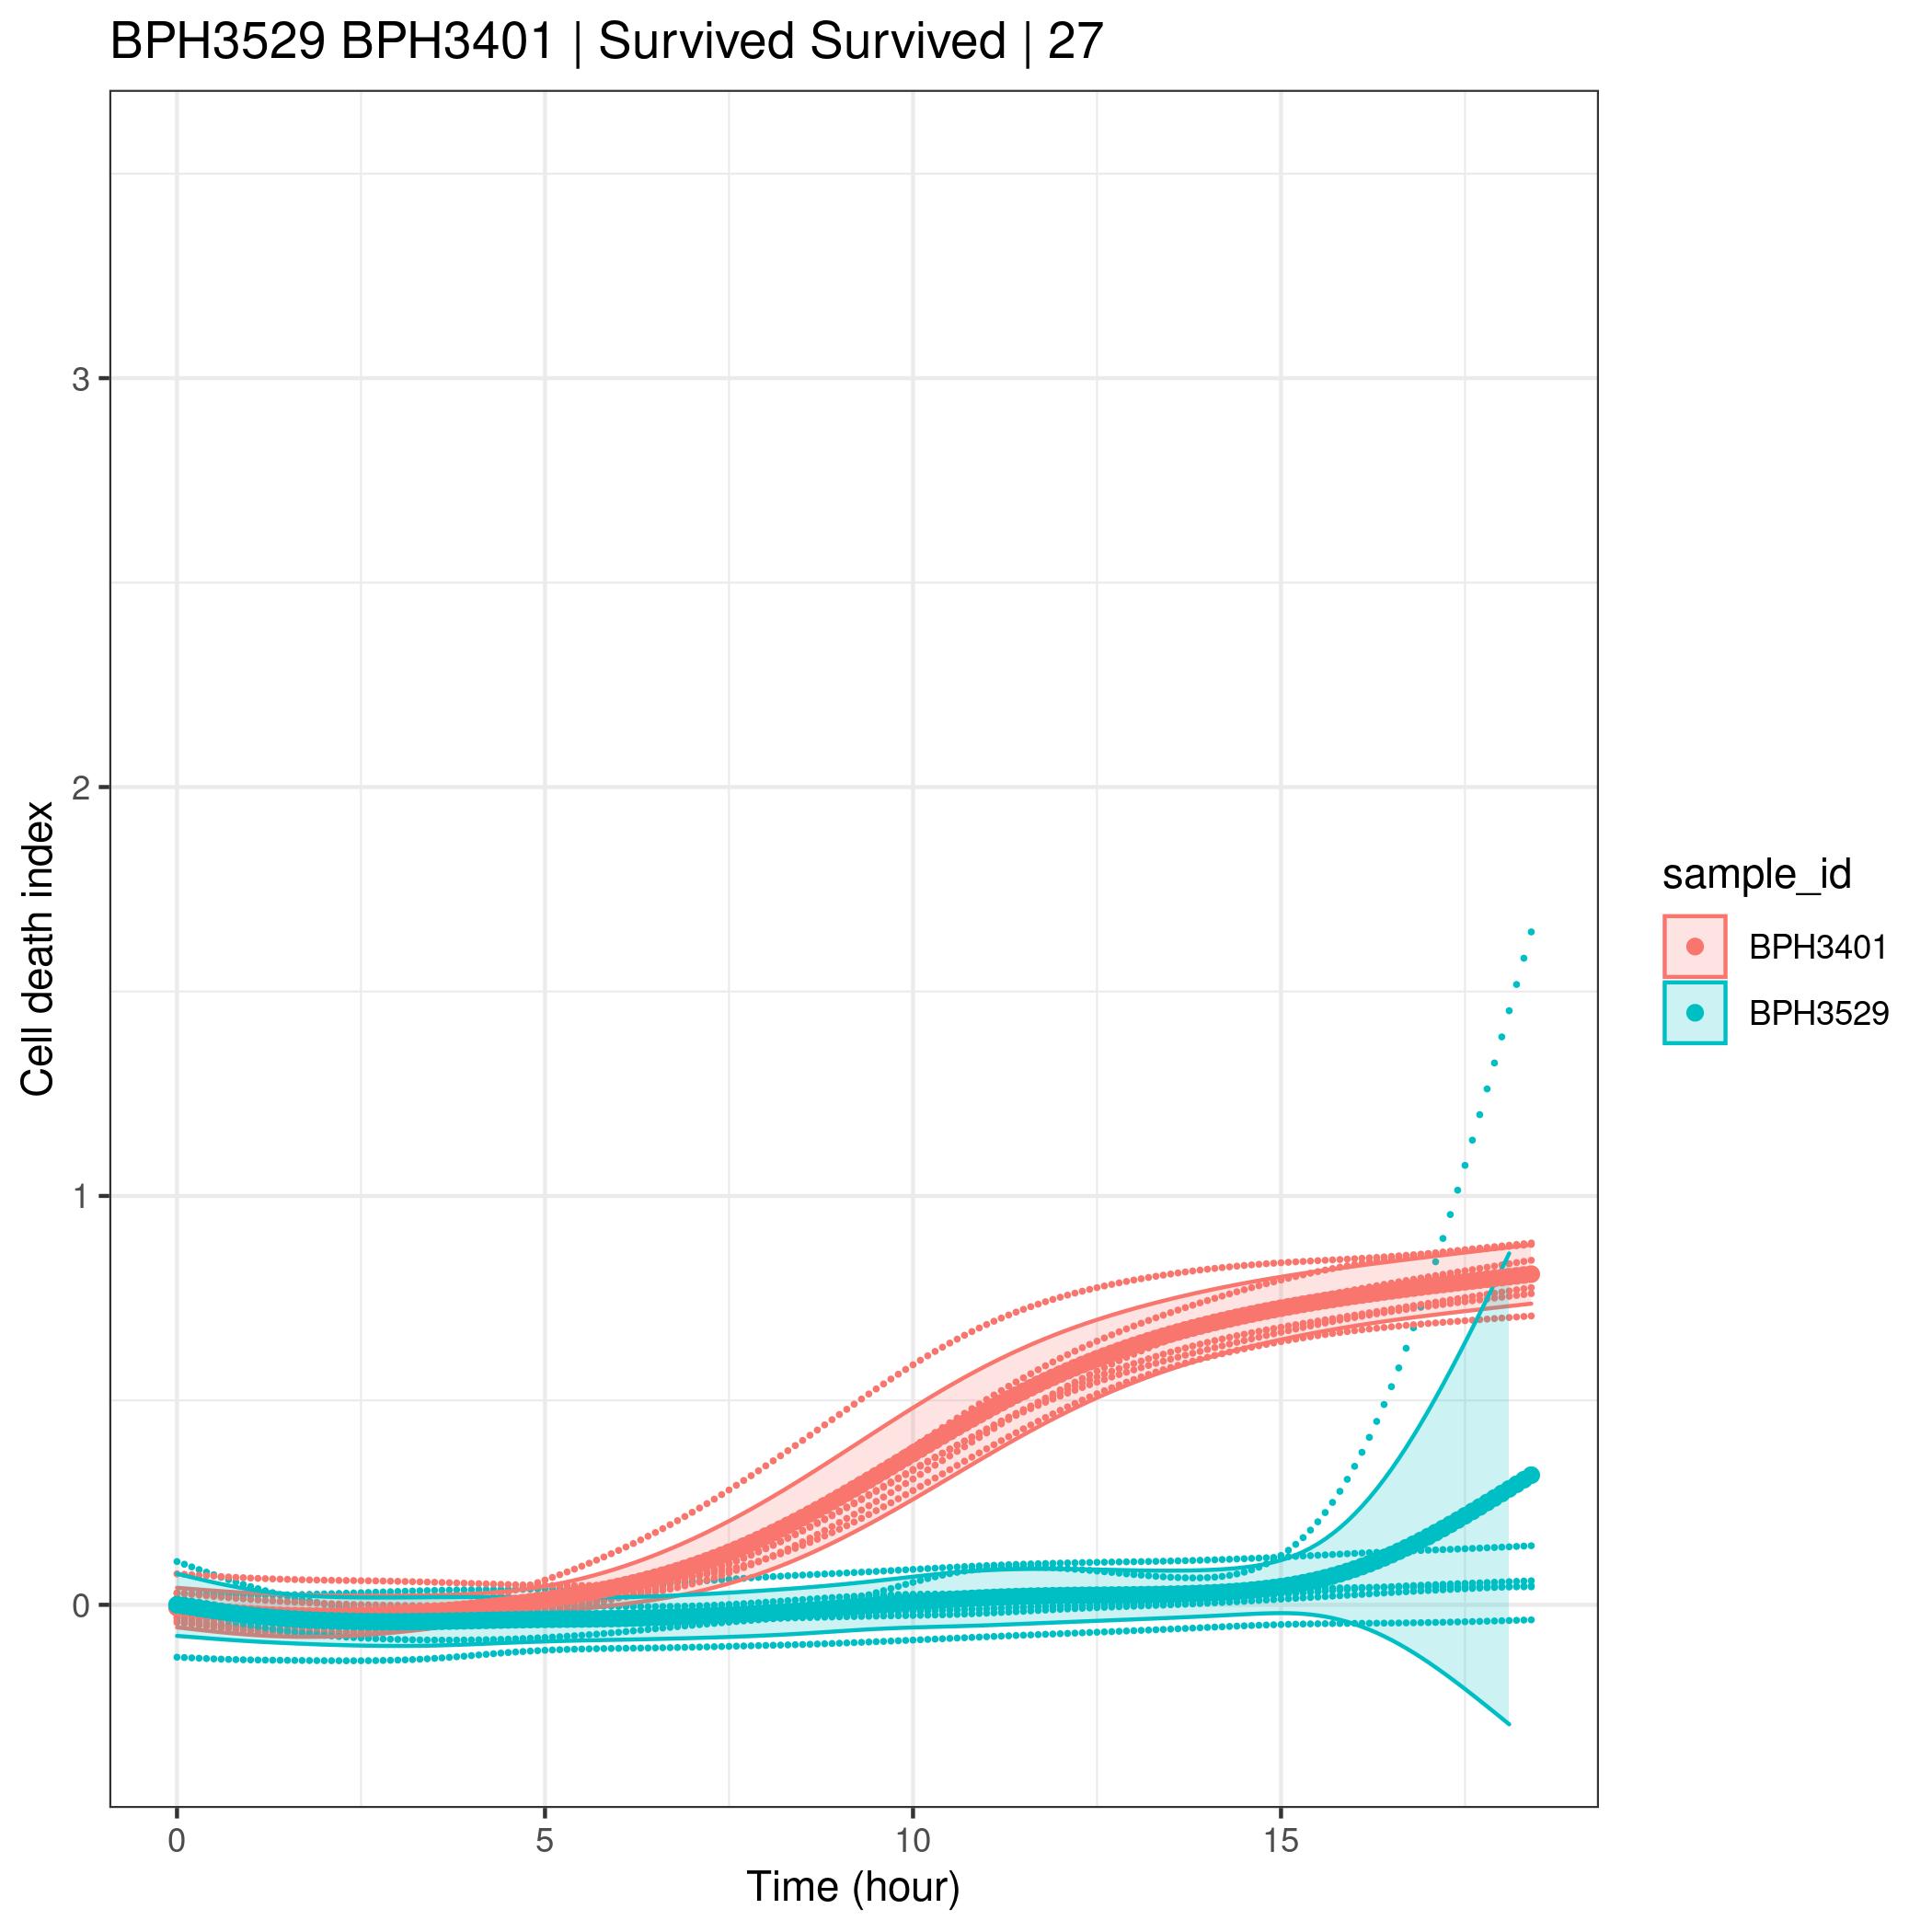 BPH3529 BPH3401 | Survived Survived | 27
3
2
1
0
Cell death index
0 5 10 15
Time (hour)
sample_id
BPH3401
BPH3529